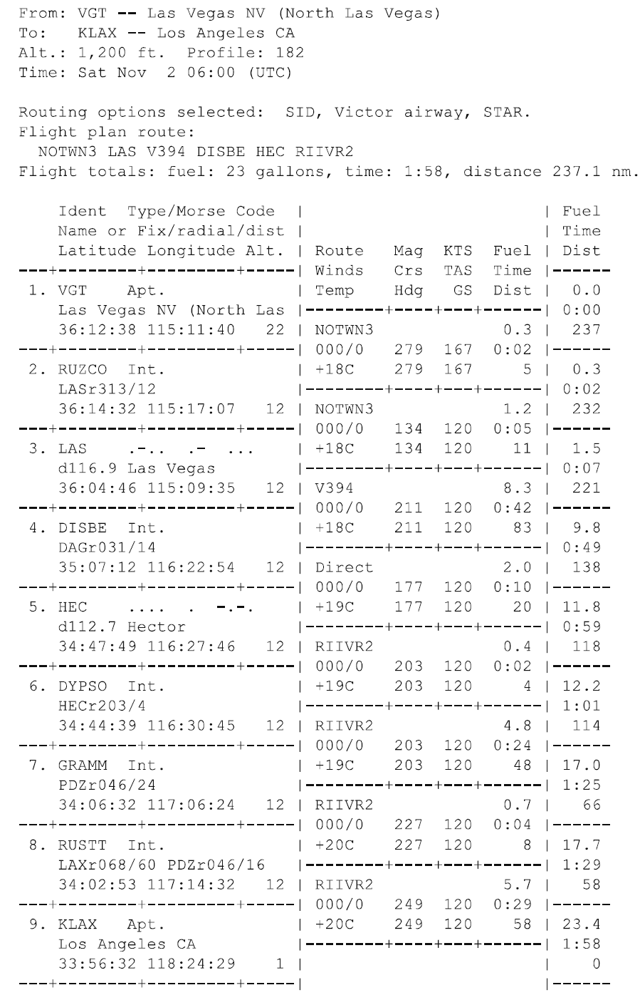 From: VGT -- Las Vegas NV (North Las Vegas)
To:   KLAX -- Los Angeles CA
Alt.: 1,200 ft.  Profile: 182
Time: Sat Nov  2 06:00 (UTC)

Routing options selected:  SID, Victor airway, STAR.
Flight plan route:
  NOTWN3 LAS V394 DISBE HEC RIIVR2
Flight totals: fuel: 23 gallons, time: 1:58, distance 237.1 nm.

    Ident  Type/Morse Code  |                        | Fuel
    Name or Fix/radial/dist |                        | Time
    Latitude Longitude Alt. | Route   Mag  KTS  Fuel | Dist
---+--------+---------+-----| Winds   Crs  TAS  Time |------
 1. VGT    Apt.             | Temp    Hdg   GS  Dist |  0.0
    Las Vegas NV (North Las |--------+----+---+------| 0:00
    36:12:38 115:11:40   22 | NOTWN3             0.3 |  237
---+--------+---------+-----| 000/0   279  167  0:02 |------
 2. RUZCO  Int.             | +18C    279  167     5 |  0.3
    LASr313/12              |--------+----+---+------| 0:02
    36:14:32 115:17:07   12 | NOTWN3             1.2 |  232
---+--------+---------+-----| 000/0   134  120  0:05 |------
 3. LAS    .-..  .-  ...    | +18C    134  120    11 |  1.5
    d116.9 Las Vegas        |--------+----+---+------| 0:07
    36:04:46 115:09:35   12 | V394               8.3 |  221
---+--------+---------+-----| 000/0   211  120  0:42 |------
 4. DISBE  Int.             | +18C    211  120    83 |  9.8
    DAGr031/14              |--------+----+---+------| 0:49
    35:07:12 116:22:54   12 | Direct             2.0 |  138
---+--------+---------+-----| 000/0   177  120  0:10 |------
 5. HEC    ....  .  -.-.    | +19C    177  120    20 | 11.8
    d112.7 Hector           |--------+----+---+------| 0:59
    34:47:49 116:27:46   12 | RIIVR2             0.4 |  118
---+--------+---------+-----| 000/0   203  120  0:02 |------
 6. DYPSO  Int.             | +19C    203  120     4 | 12.2
    HECr203/4               |--------+----+---+------| 1:01
    34:44:39 116:30:45   12 | RIIVR2             4.8 |  114
---+--------+---------+-----| 000/0   203  120  0:24 |------
 7. GRAMM  Int.             | +19C    203  120    48 | 17.0
    PDZr046/24              |--------+----+---+------| 1:25
    34:06:32 117:06:24   12 | RIIVR2             0.7 |   66
---+--------+---------+-----| 000/0   227  120  0:04 |------
 8. RUSTT  Int.             | +20C    227  120     8 | 17.7
    LAXr068/60 PDZr046/16   |--------+----+---+------| 1:29
    34:02:53 117:14:32   12 | RIIVR2             5.7 |   58
---+--------+---------+-----| 000/0   249  120  0:29 |------
 9. KLAX   Apt.             | +20C    249  120    58 | 23.4
    Los Angeles CA          |--------+----+---+------| 1:58
    33:56:32 118:24:29    1 |                        |    0
---+--------+---------+-----|                        |------